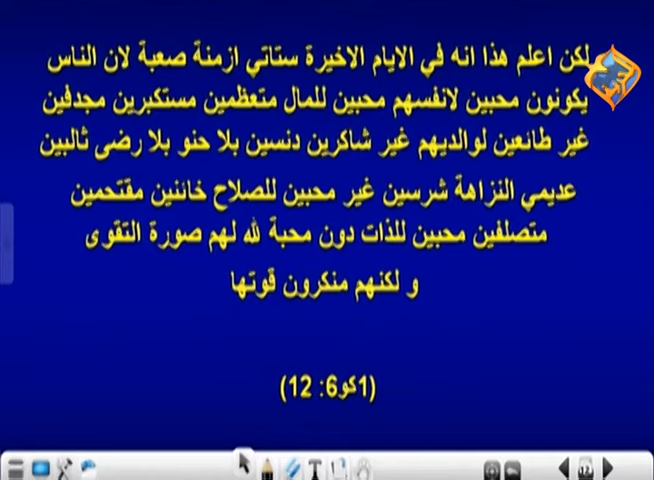 لكن اعلم هذا انه في الايام الاخيرة ستاتي ازمنة صعبة لان الناس
يكونون محبين لانفسهم محبين للمال متعظمين مستكبرين مجدفين
غير طائعين لوالديهم غير شاكرين دنسين بلا حنو بلا رضى ثالبين
عديمي النزاهة شرسين غير محبين للصلاح خائنين مقتحمين
متصلفين محبين للذات دون محبة لله لهم صورة التقوى
و لكنهم منكرون قوتها
(1كو6: 12)